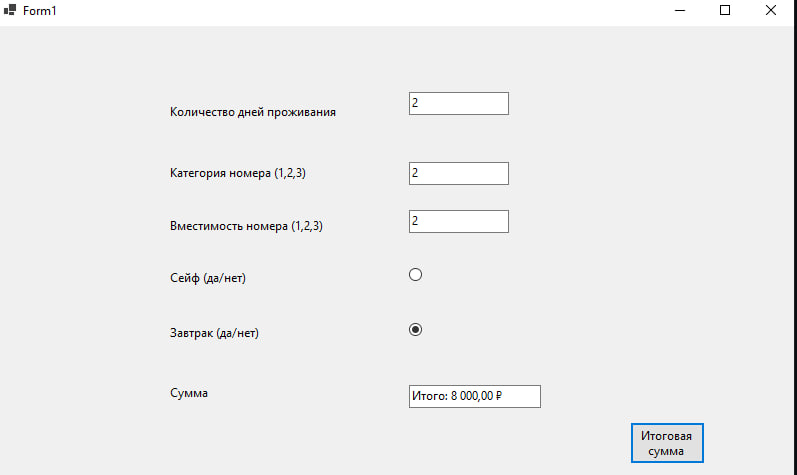 Form1
Количество дней проживания 2
Категория номера (1,2,3) 2
Вместимость номера (1,2,3) 2
Сейф (да/нет)
Завтрак (да/нет)
Сумма Итого: 8 000,00 ₽
Итоговая
сумма